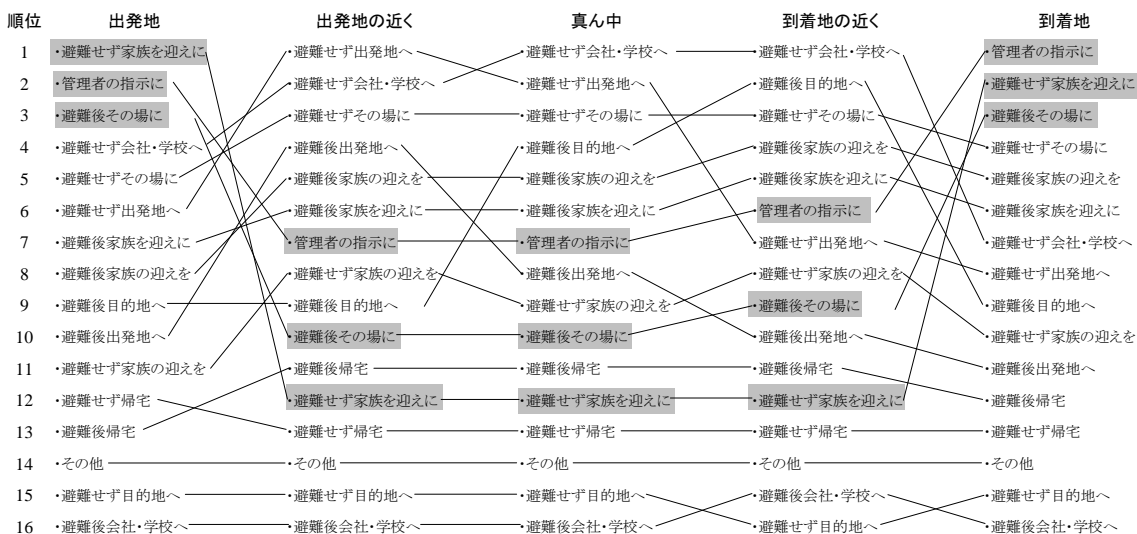 順位 出発地 出発地の近く 真ん中 到着地の近く 到着地
1 ・避難せず家族を迎えに ・避難せず出発地へ ・避難せず会社・学校へ ・避難せず会社・学校へ ・管理者の指示に
2 ・管理者の指示に ・避難せず会社・学校へ ・避難せず出発地へ ・避難後目的地へ ・避難せず家族を迎えに
3 ・避難後その場に ・避難せずその場に ・避難せずその場に ・避難せずその場に ・避難後その場に
4 ・避難せず会社・学校へ ・避難後出発地へ ・避難後目的地へ ・避難後家族の迎えを ・避難せずその場に
5 ・避難せずその場に ・避難後家族の迎えを ・避難後家族の迎えを ・避難後家族を迎えに ・避難後家族の迎えを
6 ・避難せず出発地へ ・避難後家族を迎えに ・避難後家族を迎えに ・管理者の指示に ・避難後家族を迎えに
7 ・避難後家族を迎えに ・管理者の指示に ・管理者の指示に ・避難せず出発地へ ・避難せず会社・学校へ
8 ・避難後家族の迎えを ・避難せず家族の迎えを ・避難後出発地へ ・避難せず家族の迎えを ・避難せず出発地へ
9 ・避難後目的地へ ・避難後目的地へ ・避難せず家族の迎えを ・避難後その場に ・避難後目的地へ
10 ・避難後出発地へ ・避難後その場に ・避難後その場に ・避難後出発地へ ・避難せず家族の迎えを
11 ・避難せず家族の迎えを ・避難後帰宅 ・避難後帰宅 ・避難後帰宅 ・避難後出発地へ
12 ・避難せず帰宅 ・避難せず家族を迎えに ・避難せず家族を迎えに ・避難せず家族を迎えに ・避難後帰宅
13 ・避難後帰宅 ・避難せず帰宅 ・避難せず帰宅 ・避難せず帰宅 ・避難せず帰宅
14 ・その他 ・その他 ・その他 ・その他 ・その他
15 ・避難せず目的地へ ・避難せず目的地へ ・避難せず目的地へ ・避難後会社・学校へ ・避難せず目的地へ
16 ・避難後会社・学校へ ・避難後会社・学校へ ・避難後会社・学校へ ・避難せず目的地へ ・避難後会社・学校へ